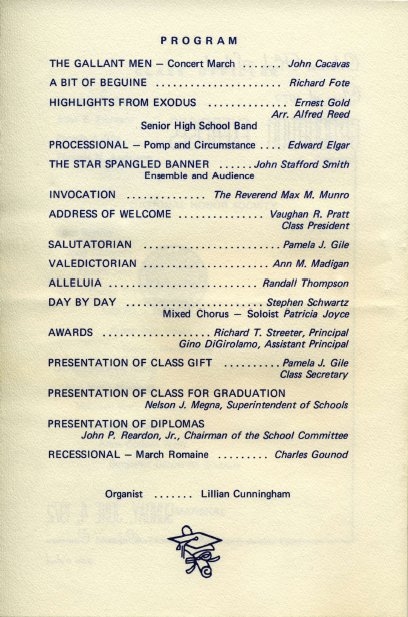 PROGRAM
THE GALLANT MEN — Concert March ....... John Cacavas
A BIT OF BEGUINE ...................... Richard Fote
HIGHLIGHTS FROM EXODUS .............. Ernest Gold
Arr. Alfred Reed
Senior High School Band
PROCESSIONAL — Pomp and Circumstance .... Edward Elgar
THE STAR SPANGLED BANNER ...... John Stafford Smith
Ensemble and Audience
INVOCATION .............. The Reverend Max M. Munro
ADDRESS OF WELCOME ............... Vaughan R. Pratt
Class President
SALUTATORIAN ........................ Pamela J. Gile
VALEDICTORIAN ...................... Ann M. Madigan
ALLELUIA .......................... Randall Thompson
DAY BY DAY ........................ Stephen Schwartz
Mixed Chorus — Soloist Patricia Joyce
AWARDS ................... Richard T. Streeter, Principal
Gino DiGirolamo, Assistant Principal
PRESENTATION OF CLASS GIFT .......... Pamela J. Gile
Class Secretary
PRESENTATION OF CLASS FOR GRADUATION
Nelson J. Megna, Superintendent of Schools
PRESENTATION OF DIPLOMAS
John P. Reardon, Jr., Chairman of the School Committee
RECESSIONAL — March Romaine ......... Charles Gounod
Organist ....... Lillian Cunningham